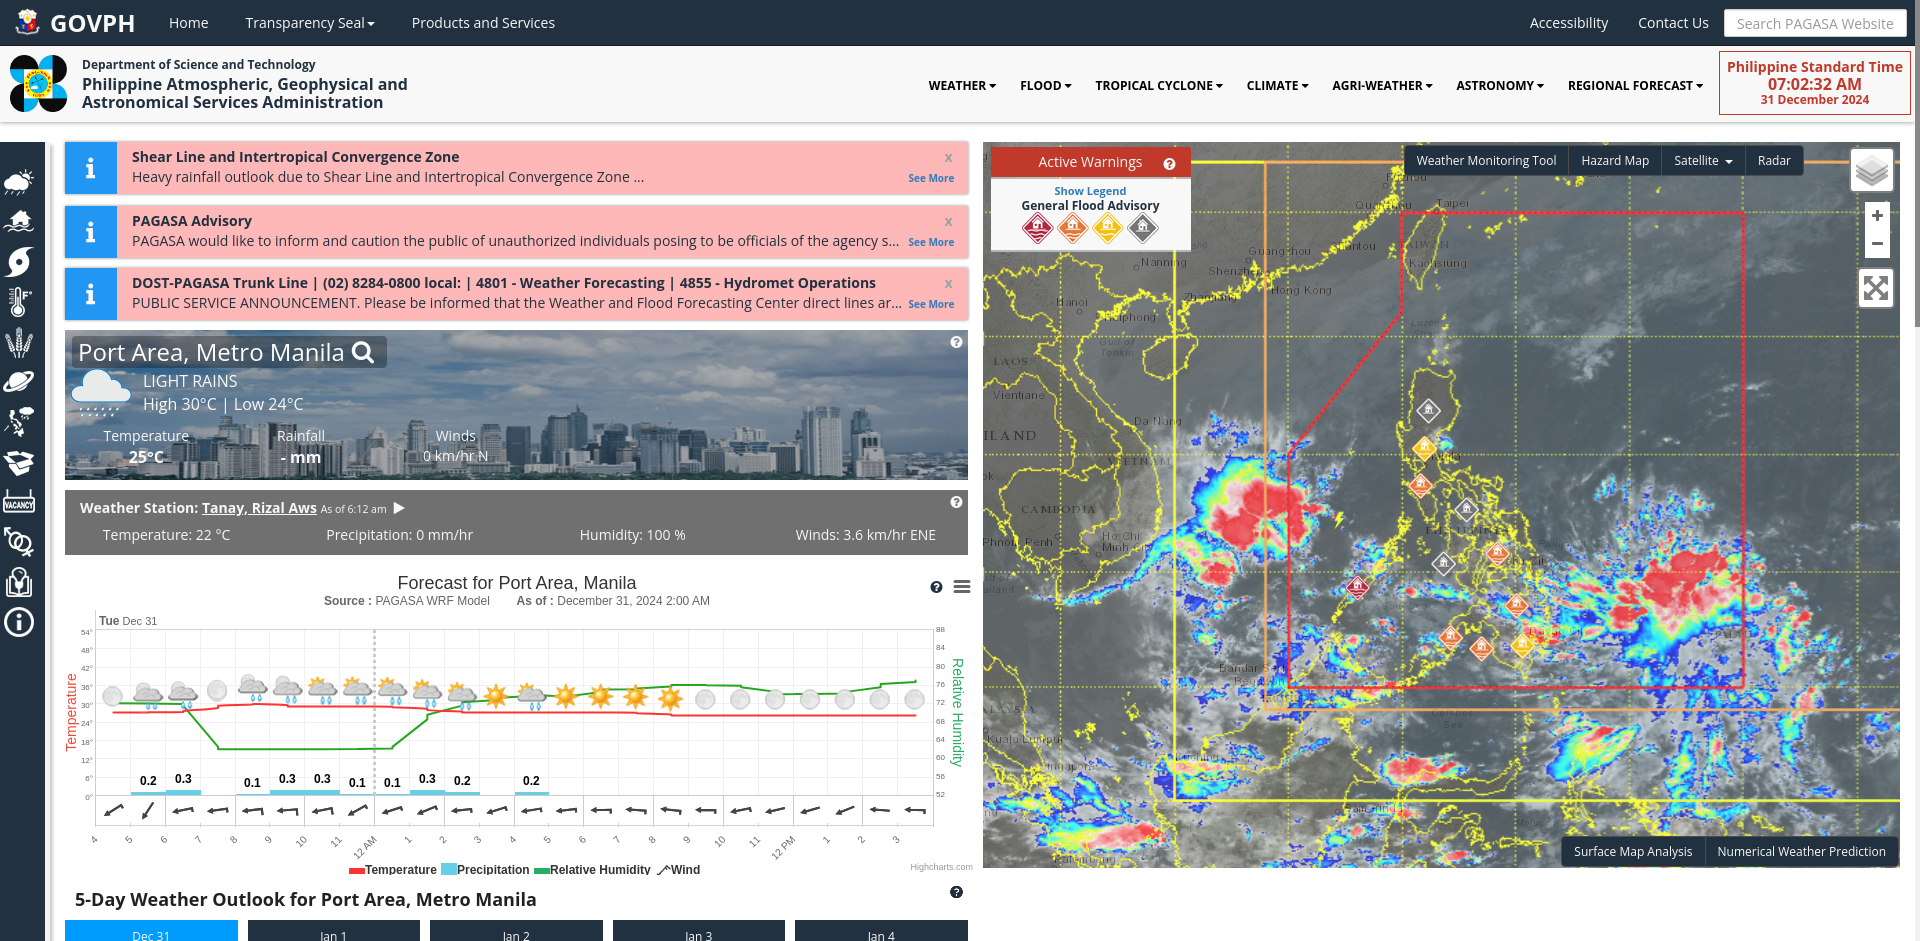 GOVPH
Home
Transparency Seal
Products and Services
Accessibility
Contact Us
Search PAGASA Website
Department of Science and Technology
Philippine Atmospheric, Geophysical and
Astronomical Services Administration
WEATHER
FLOOD
TROPICAL CYCLONE
CLIMATE
AGRI-WEATHER
ASTRONOMY
REGIONAL FORECAST
Philippine Standard Time
07:02:32 AM
31 December 2024
Shear Line and Intertropical Convergence Zone
x
Heavy rainfall outlook due to Shear Line and Intertropical Convergence Zone ...
See More
PAGASA Advisory
x
PAGASA would like to inform and caution the public of unauthorized individuals posing to be officials of the agency s...
See More
DOST-PAGASA Trunk Line | (02) 8284-0800 local: | 4801 - Weather Forecasting | 4855 - Hydromet Operations
x
PUBLIC SERVICE ANNOUNCEMENT. Please be informed that the Weather and Flood Forecasting Center direct lines ar...
See More
Port Area, Metro Manila
LIGHT RAINS
High 30°C | Low 24°C
Temperature
Rainfall
Winds
25°C
- mm
0 km/hr N
Weather Station: Tanay, Rizal Aws As of 6:12 am
Temperature: 22 °C
Precipitation: 0 mm/hr
Humidity: 100 %
Winds: 3.6 km/hr ENE
Forecast for Port Area, Manila
Source : PAGASA WRF Model As of : December 31, 2024 2:00 AM
Tue Dec 31
Temperature
54°
48°
42°
36°
30°
24°
18°
12°
6°
0°
88
84
80
76
72
68
64
60
56
52
Relative Humidity
0.2 0.3 0.1 0.3 0.3 0.1 0.1 0.3 0.2 0.2
4 5 6 7 8 9 10 11 12 AM 1 2 3 4 5 6 7 8 9 10 11 12 PM 1 2 3
Temperature Precipitation Relative Humidity Wind
Highcharts.com
5-Day Weather Outlook for Port Area, Metro Manila
Dec 31
Jan 1
Jan 2
Jan 3
Jan 4
Active Warnings
Show Legend
General Flood Advisory
Weather Monitoring Tool
Hazard Map
Satellite
Radar
+
−
Taipei
Guangzhou
Nanning
Shenzhen
Kaohsiung
Hong Kong
Zhanjiang
Hanoi
Haiphong
Gulf of
Tonkin
LAOS
Vientiane
Da Nang
VIETNAM
CAMBODIA
Phnom Penh
Ho Chi
Minh City
Kuala Lumpur
Surface Map Analysis
Numerical Weather Prediction